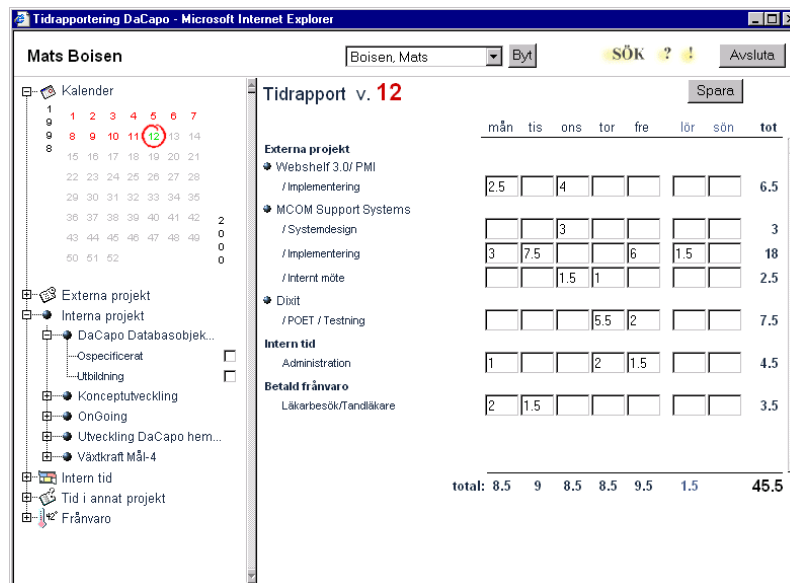 Tidrapportering DaCapo - Microsoft Internet Explorer
Mats Boisen
Boisen, Mats
Byt
SÖK ? !
Avsluta
Kalender
1998
1 2 3 4 5 6 7
8 9 10 11 12 13 14
15 16 17 18 19 20 21
22 23 24 25 26 27 28
29 30 31 32 33 34 35
36 37 38 39 40 41 42
43 44 45 46 47 48 49
50 51 52
2000
Externa projekt
Interna projekt
DaCapo Databasobjek...
Ospecificerat
Utbildning
Konceptutveckling
OnGoing
Utveckling DaCapo hem...
Växtkraft Mål-4
Intern tid
Tid i annat projekt
42° Frånvaro
Tidrapport v. 12
Spara
mån tis ons tor fre lör sön tot
Externa projekt
Webshelf 3.0/ PMI
/ Implementering 2.5 4 6.5
MCOM Support Systems
/ Systemdesign 3 3
/ Implementering 3 7.5 6 1.5 18
/ Internt möte 1.5 1 2.5
Dixit
/ POET / Testning 5.5 2 7.5
Intern tid
Administration 1 2 1.5 4.5
Betald frånvaro
Läkarbesök/Tandläkare 2 1.5 3.5
total: 8.5 9 8.5 8.5 9.5 1.5 45.5